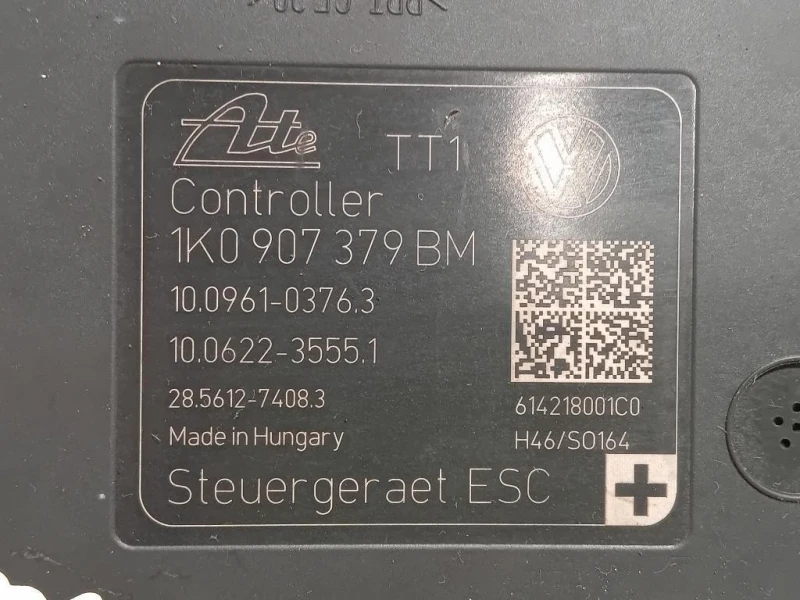 Ate TT1
Controller
1K0 907 379 BM
10.0961-0376.3
10.0622-3555.1
28.5612-7408.3
614218001C0
Made in Hungary
H46/SO164
Steuergeraet ESC